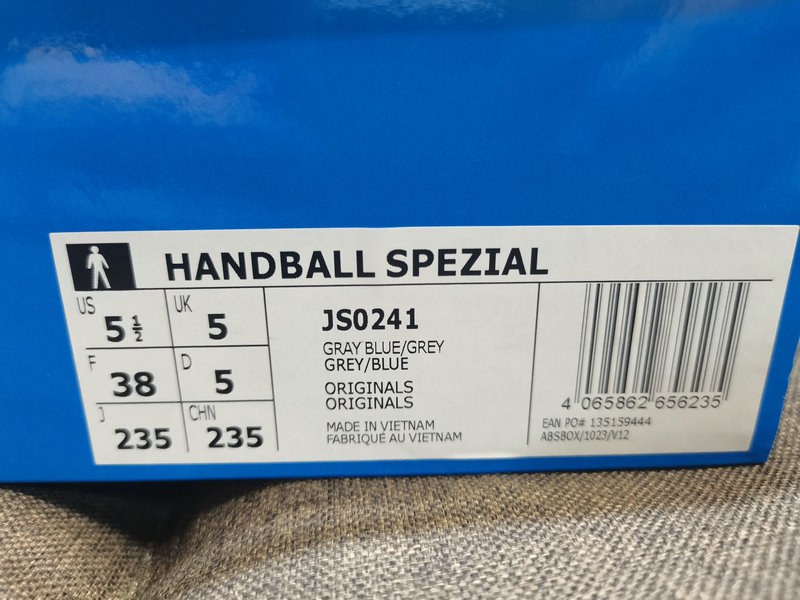 HANDBALL SPEZIAL
US 5 1/2 UK 5
F 38 D 5
J 235 CHN 235
JS0241
GRAY BLUE/GREY
GREY/BLUE
ORIGINALS
ORIGINALS
MADE IN VIETNAM
FABRIQUÉ AU VIETNAM
4 065862 656235
EAN PO# 135159444
ABSBOX/1023/V12